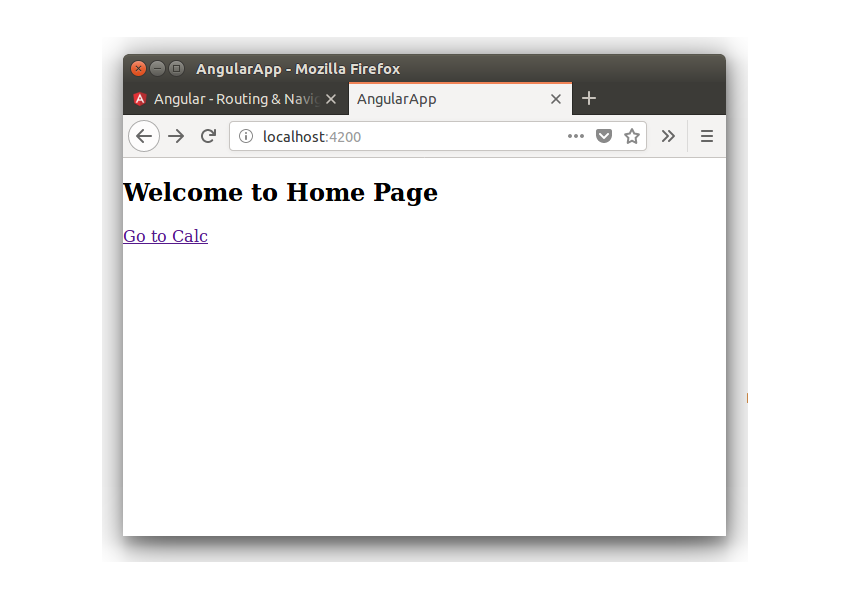 AngularApp - Mozilla Firefox
Angular - Routing & Navig
AngularApp
localhost:4200
Welcome to Home Page
Go to Calc